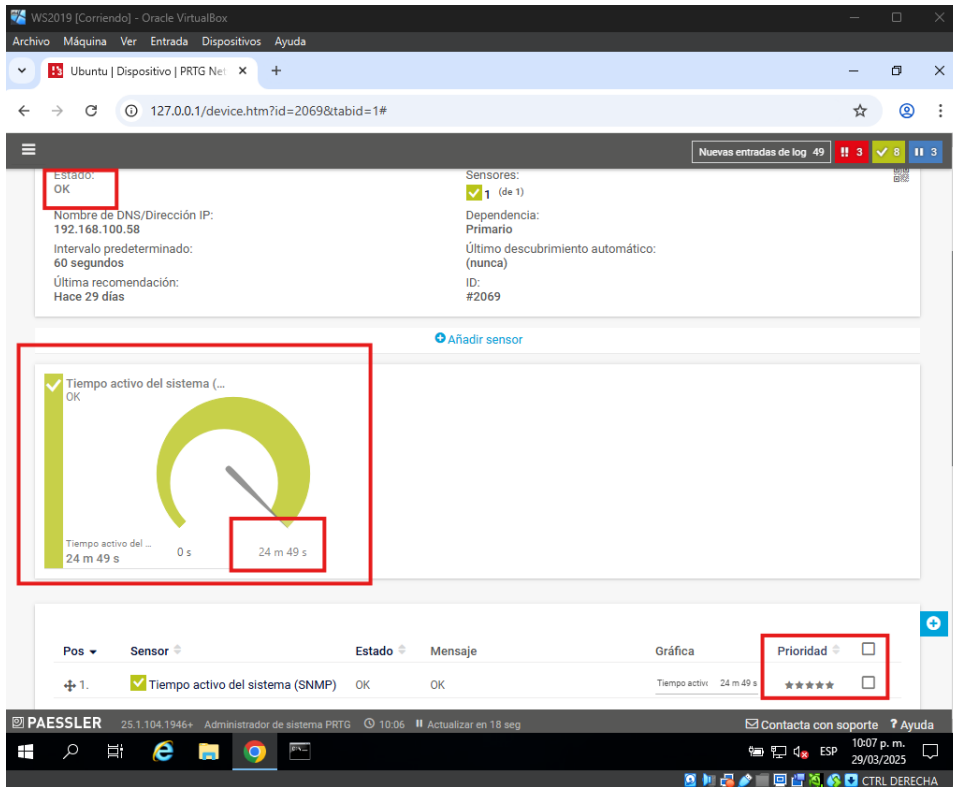 WS2019 [Corriendo] - Oracle VirtualBox
Archivo Máquina Ver Entrada Dispositivos Ayuda
Ubuntu | Dispositivo | PRTG Net
127.0.0.1/device.htm?id=2069&tabid=1#
Nuevas entradas de log 49 !! 3 8 3
Estado: Sensores:
OK 1 (de 1)
Nombre de DNS/Dirección IP: Dependencia:
192.168.100.58 Primario
Intervalo predeterminado: Último descubrimiento automático:
60 segundos (nunca)
Última recomendación: ID:
Hace 29 días #2069
Añadir sensor
Tiempo activo del sistema (...
OK
Tiempo activo del ...
24 m 49 s 0 s 24 m 49 s
Pos Sensor Estado Mensaje Gráfica Prioridad
1. Tiempo activo del sistema (SNMP) OK OK Tiempo activ 24 m 49 s ★★★★★
PAESSLER 25.1.104.1946+ Administrador de sistema PRTG 10:06 Actualizar en 18 seg Contacta con soporte ? Ayuda
ESP 10:07 p. m.
29/03/2025
CTRL DERECHA